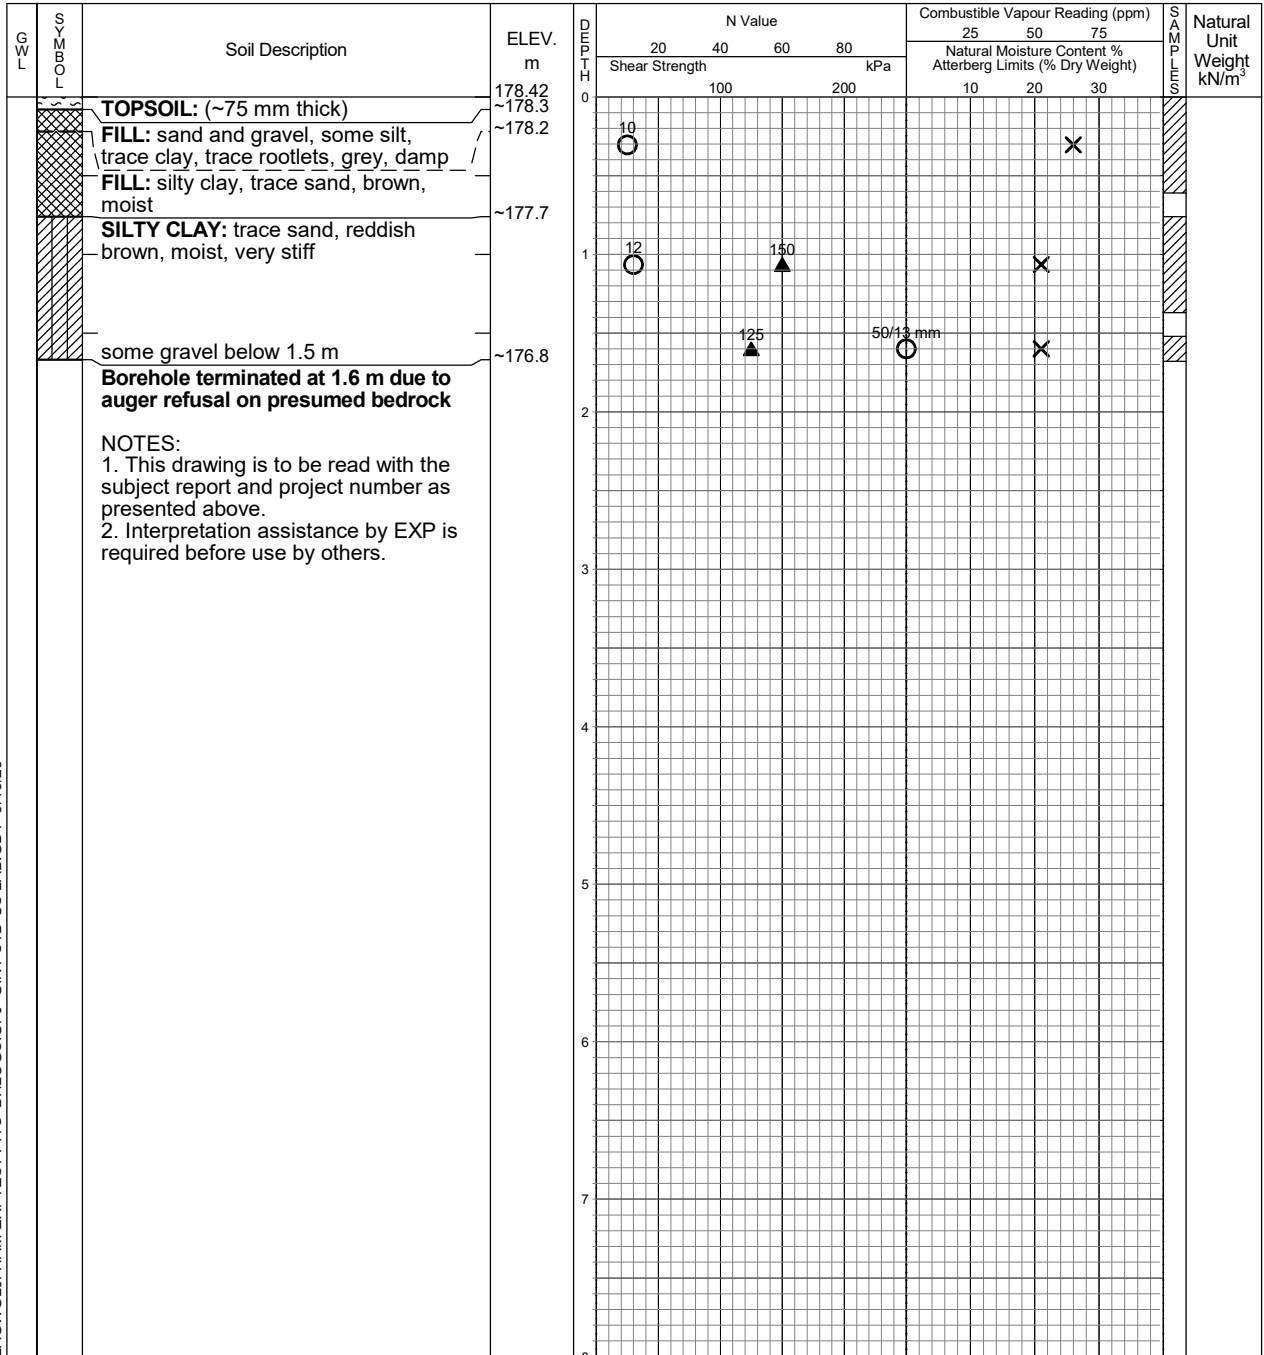 GWL
SYMBOL
Soil Description
ELEV.
m
DEPTH
N Value
20 40 60 80
Shear Strength kPa
100 200
Combustible Vapour Reading (ppm)
25 50 75
Natural Moisture Content %
Atterberg Limits (% Dry Weight)
10 20 30
SAMPLES
Natural
Unit
Weight
kN/m³
178.42
0
TOPSOIL: (~75 mm thick)
~178.3
FILL: sand and gravel, some silt,
~178.2
trace clay, trace rootlets, grey, damp
10
FILL: silty clay, trace sand, brown,
moist
~177.7
SILTY CLAY: trace sand, reddish
brown, moist, very stiff
1
12
150
some gravel below 1.5 m
~176.8
125
50/13 mm
Borehole terminated at 1.6 m due to
auger refusal on presumed bedrock
2
NOTES:
1. This drawing is to be read with the
subject report and project number as
presented above.
2. Interpretation assistance by EXP is
required before use by others.
3
4
5
6
7